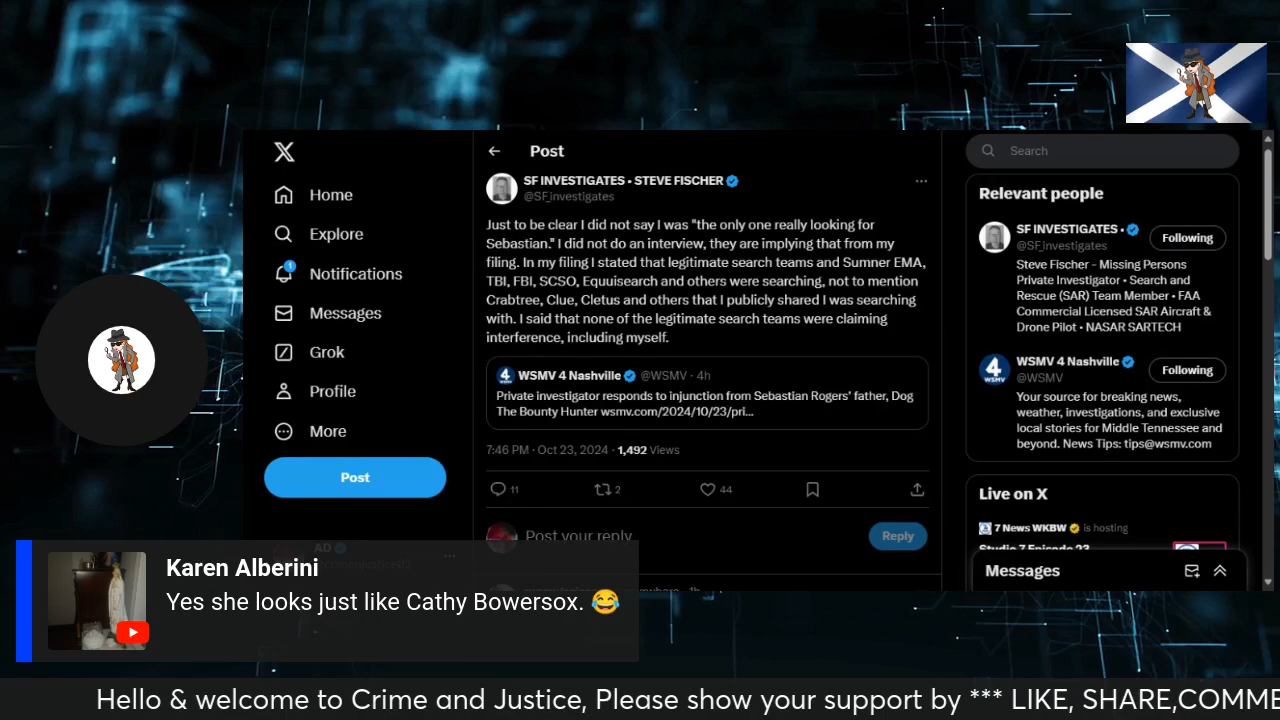 Home
Explore
1
Notifications
Messages
Grok
Profile
More
Post
Post
SF INVESTIGATES • STEVE FISCHER
@SF_investigates
Just to be clear I did not say I was "the only one really looking for
Sebastian." I did not do an interview, they are implying that from my
filing. In my filing I stated that legitimate search teams and Sumner EMA,
TBI, FBI, SCSO, Equuisearch and others were searching, not to mention
Crabtree, Clue, Cletus and others that I publicly shared I was searching
with. I said that none of the legitimate search teams were claiming
interference, including myself.
WSMV 4 Nashville @WSMV · 4h
Private investigator responds to injunction from Sebastian Rogers' father, Dog
The Bounty Hunter wsmv.com/2024/10/23/pri...
7:46 PM · Oct 23, 2024 · 1,492 Views
11 2 44
Post your reply
Reply
Search
Relevant people
SF INVESTIGATES •
@SF_investigates
Following
Steve Fischer - Missing Persons
Private Investigator • Search and
Rescue (SAR) Team Member • FAA
Commercial Licensed SAR Aircraft &
Drone Pilot • NASAR SARTECH
WSMV 4 Nashville
@WSMV
Following
Your source for breaking news,
weather, investigations, and exclusive
local stories for Middle Tennessee and
beyond. News Tips: tips@wsmv.com
Live on X
7 News WKBW is hosting
Studio 7 Episode 23
Messages
AD
Karen Alberini
Yes she looks just like Cathy Bowersox. 😂
Hello & welcome to Crime and Justice, Please show your support by *** LIKE, SHARE,COMME